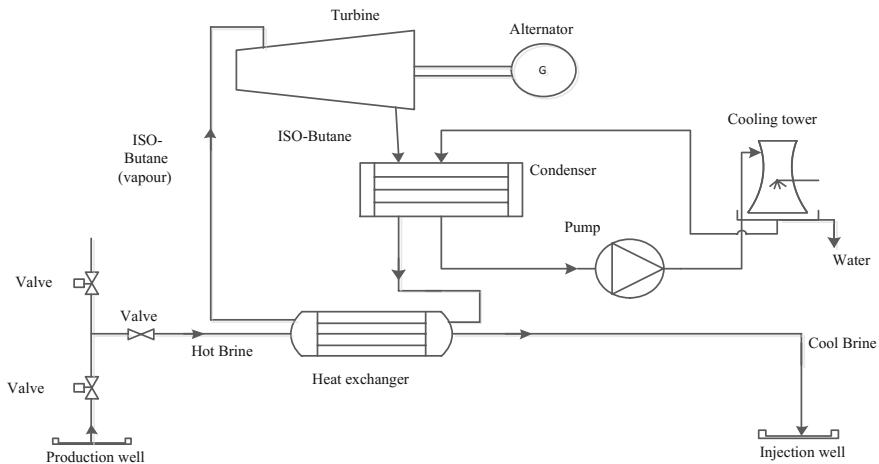 Turbine
Alternator
G
ISO-
Butane
(vapour)
ISO-Butane
Cooling tower
Condenser
Pump
Water
Valve
Valve
Hot Brine
Cool Brine
Valve
Heat exchanger
Production well
Injection well